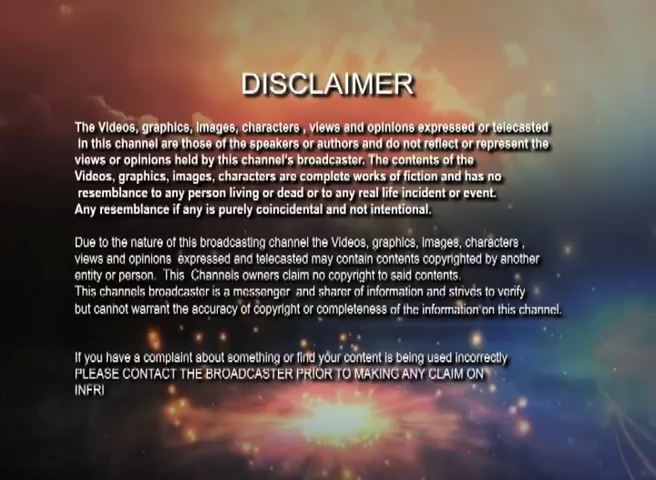 DISCLAIMER
The Videos, graphics, images, characters , views and opinions expressed or telecasted
in this channel are those of the speakers or authors and do not reflect or represent the
views or opinions held by this channel's broadcaster. The contents of the
Videos, graphics, images, characters are complete works of fiction and has no
resemblance to any person living or dead or to any real life incident or event.
Any resemblance if any is purely coincidental and not intentional.
Due to the nature of this broadcasting channel the Videos, graphics, images, characters ,
views and opinions expressed and telecasted may contain contents copyrighted by another
entity or person. This Channels owners claim no copyright to said contents.
This channels broadcaster is a messenger and sharer of information and strives to verify
but cannot warrant the accuracy of copyright or completeness of the information on this channel.
If you have a complaint about something or find your content is being used incorrectly
PLEASE CONTACT THE BROADCASTER PRIOR TO MAKING ANY CLAIM ON
INFRI